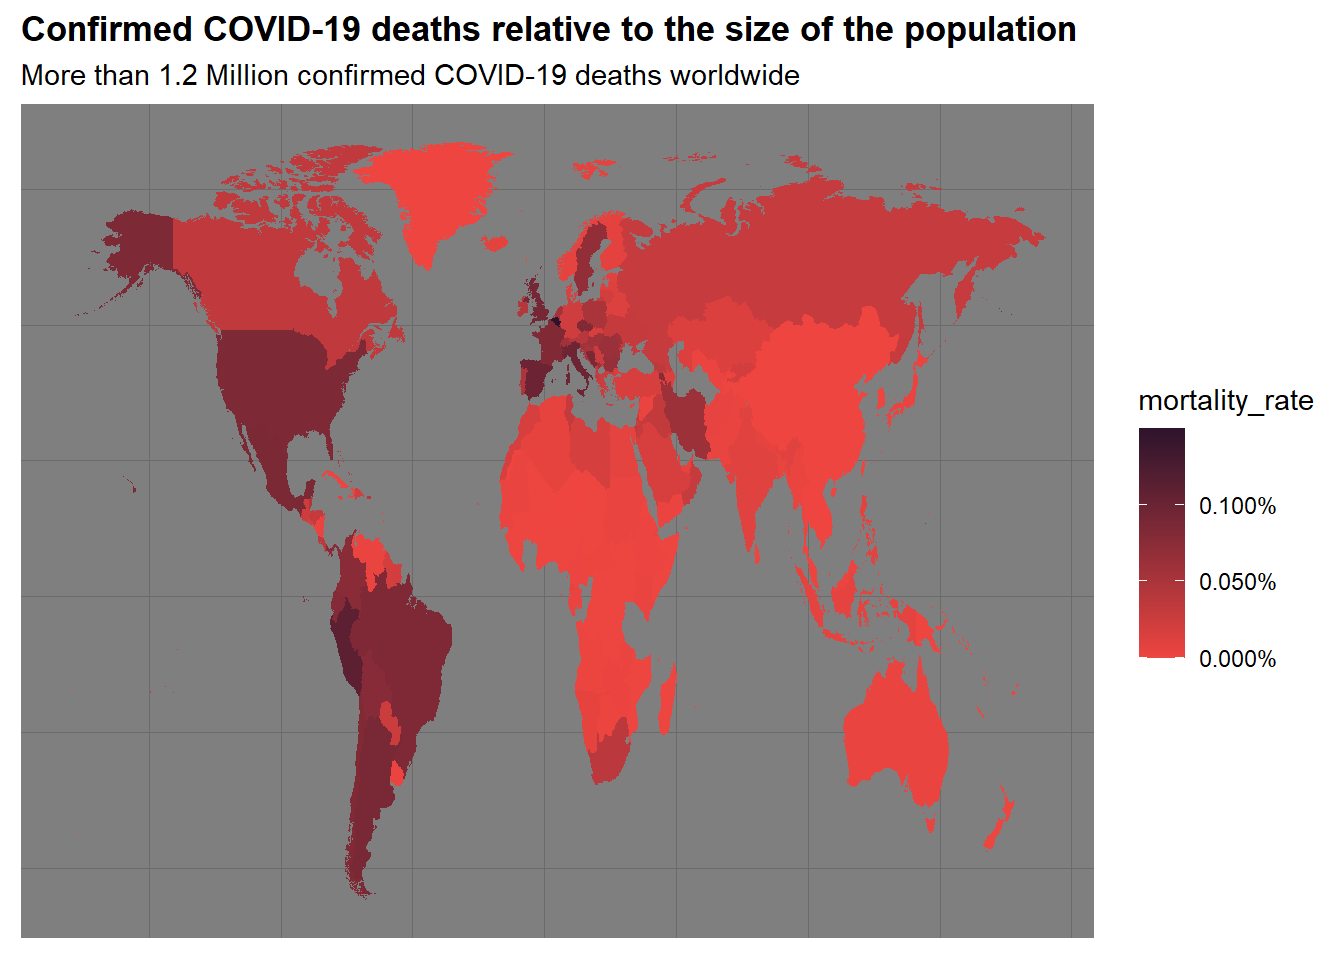 Confirmed COVID-19 deaths relative to the size of the population
More than 1.2 Million confirmed COVID-19 deaths worldwide
mortality_rate
0.100%
0.050%
0.000%